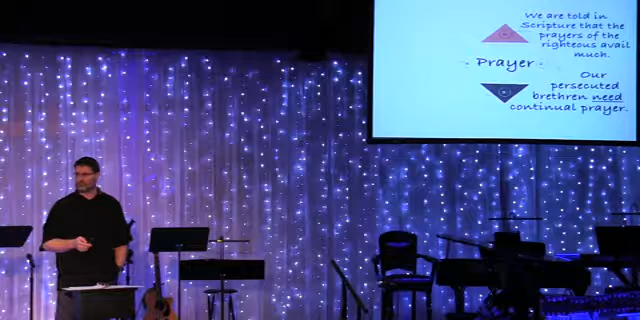 We are told in
Scripture that the
prayers of the
righteous avail
much.
Prayer
Our
persecuted
brethren need
continual prayer.